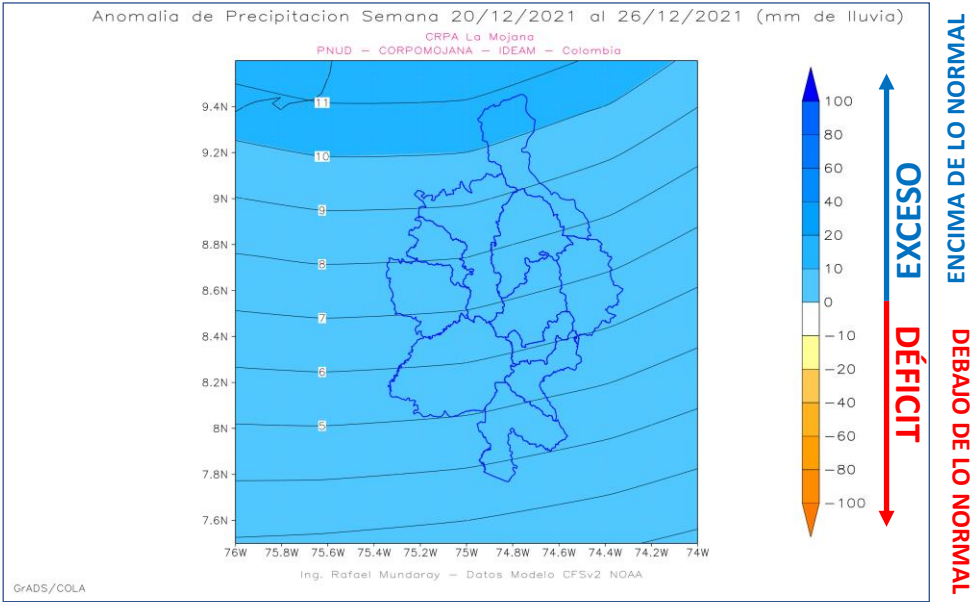 Anomalia de Precipitacion Semana 20/12/2021 al 26/12/2021 (mm de lluvia)
CRPA La Mojana
PNUD – CORPOMOJANA – IDEAM – Colombia
9.4N
9.2N
9N
8.8N
8.6N
8.4N
8.2N
8N
7.8N
7.6N
11
10
9
8
7
6
5
76W 75.8W 75.6W 75.4W 75.2W 75W 74.8W 74.6W 74.4W 74.2W 74W
100
80
60
40
20
10
0
−10
−20
−40
−60
−80
−100
EXCESO
DÉFICIT
ENCIMA DE LO NORMAL
DEBAJO DE LO NORMAL
Ing. Rafael Mundaray – Datos Modelo CFSv2 NOAA
GrADS/COLA